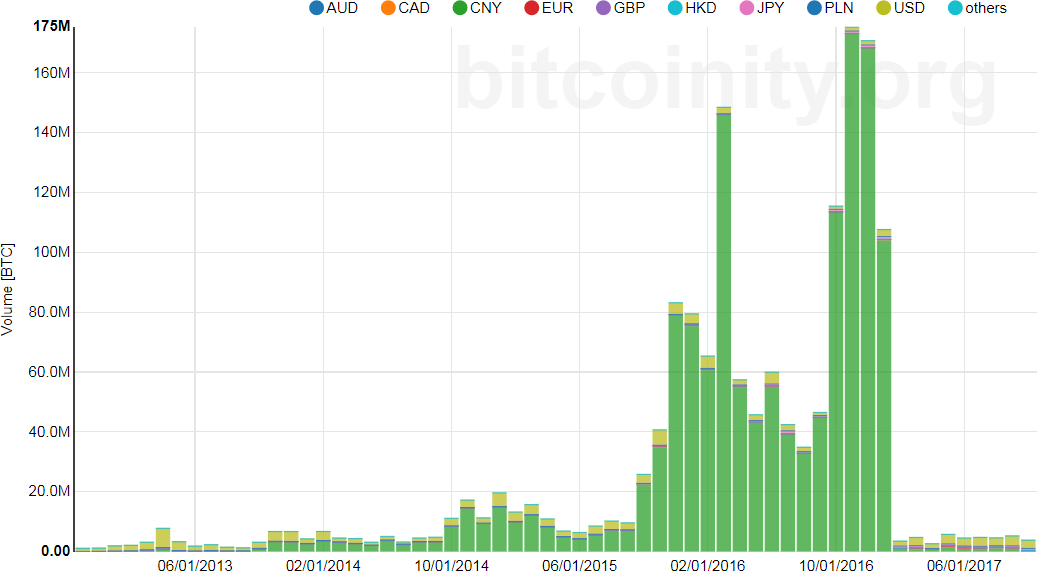 AUD CAD CNY EUR GBP HKD JPY PLN USD others
bitcoinity.org
175M
160M
140M
120M
100M
80.0M
60.0M
40.0M
20.0M
0.00
Volume [BTC]
06/01/2013 02/01/2014 10/01/2014 06/01/2015 02/01/2016 10/01/2016 06/01/2017